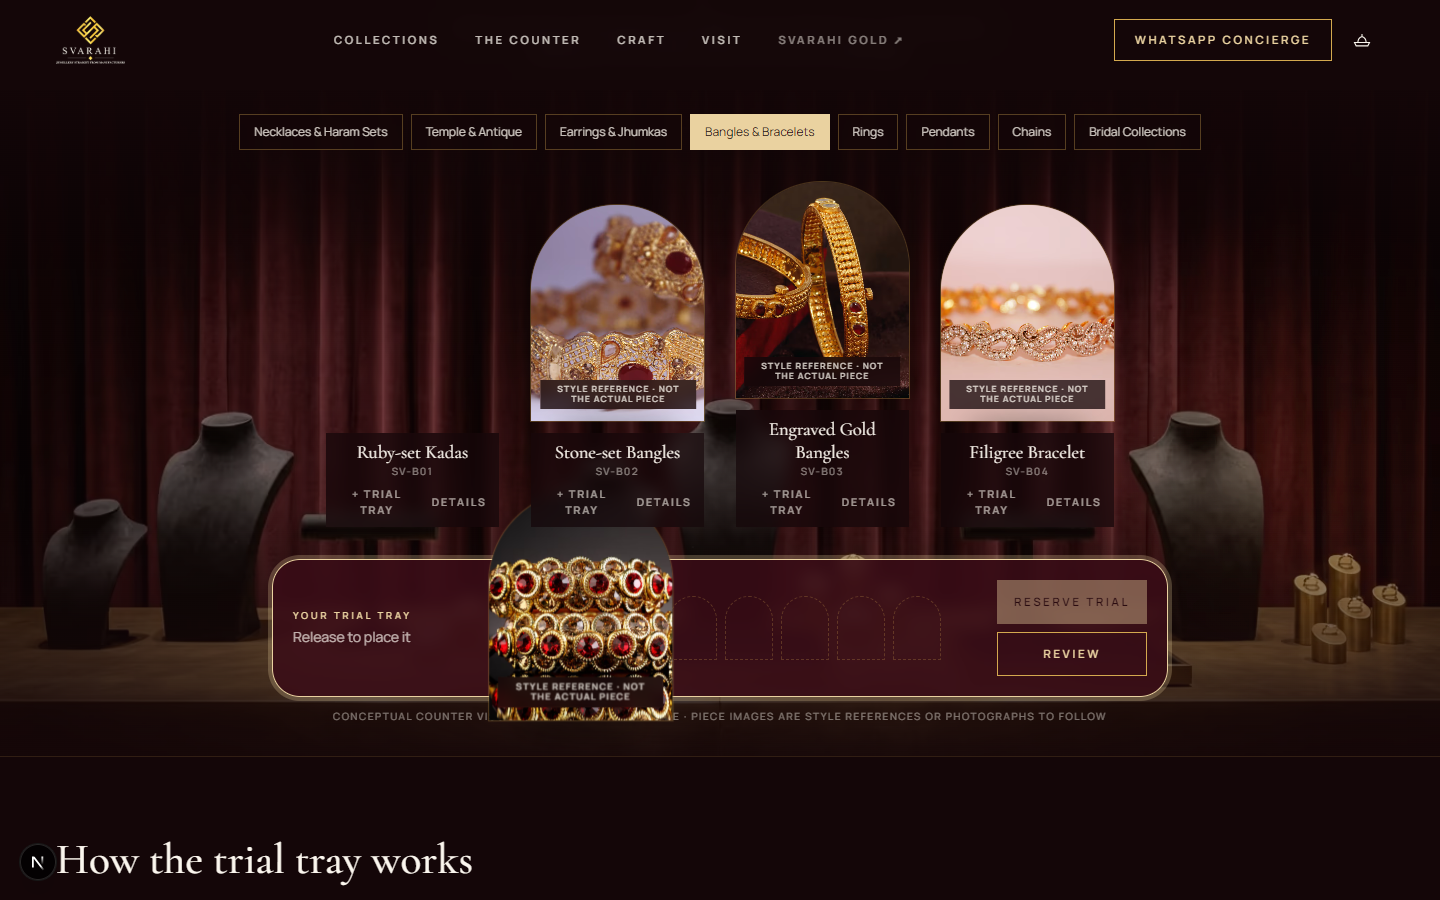 SVARAHI
COLLECTIONS
THE COUNTER
CRAFT
VISIT
SVARAHI GOLD ↗
WHATSAPP CONCIERGE
Necklaces & Haram Sets
Temple & Antique
Earrings & Jhumkas
Bangles & Bracelets
Rings
Pendants
Chains
Bridal Collections
STYLE REFERENCE · NOT
THE ACTUAL PIECE
STYLE REFERENCE · NOT
THE ACTUAL PIECE
STYLE REFERENCE · NOT
THE ACTUAL PIECE
Ruby-set Kadas
SV-B01
+ TRIAL
TRAY
DETAILS
Stone-set Bangles
SV-B02
+ TRIAL
TRAY
DETAILS
Engraved Gold
Bangles
SV-B03
+ TRIAL
TRAY
DETAILS
Filigree Bracelet
SV-B04
+ TRIAL
TRAY
DETAILS
YOUR TRIAL TRAY
Release to place it
STYLE REFERENCE · NOT
THE ACTUAL PIECE
RESERVE TRIAL
REVIEW
CONCEPTUAL COUNTER VI
E · PIECE IMAGES ARE STYLE REFERENCES OR PHOTOGRAPHS TO FOLLOW
How the trial tray works
N